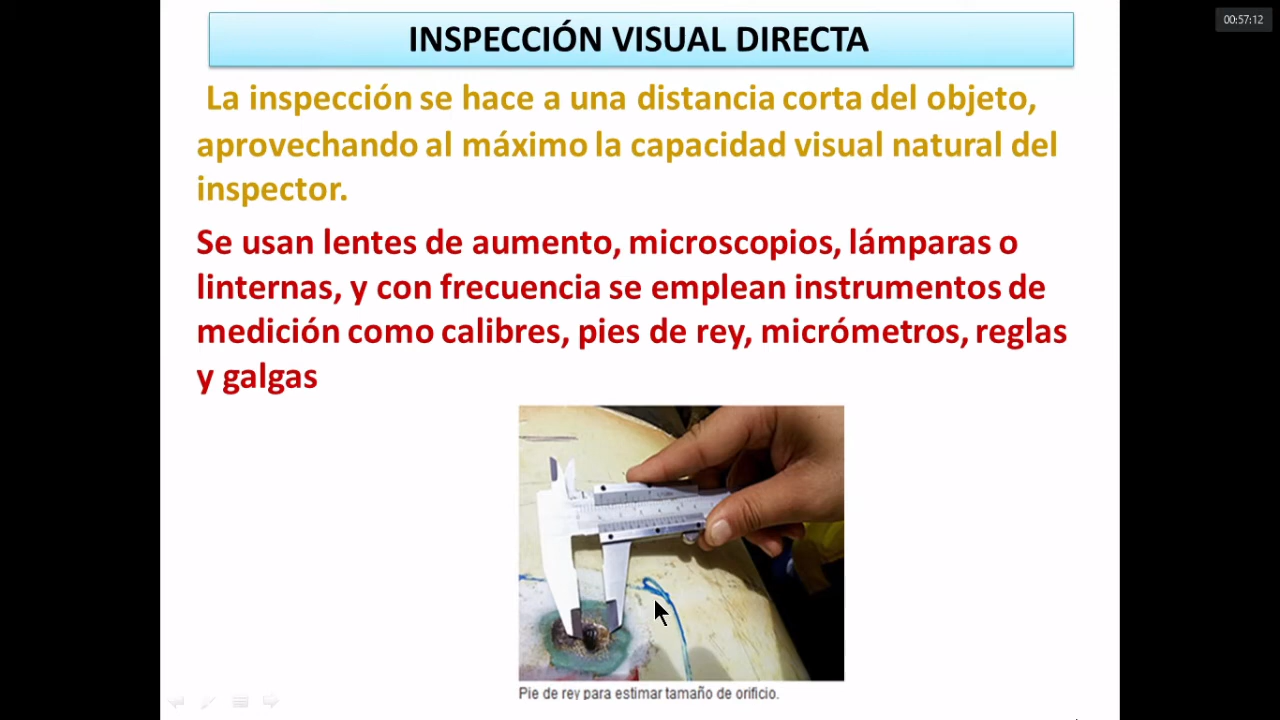 00:57:12
INSPECCIÓN VISUAL DIRECTA
La inspección se hace a una distancia corta del objeto,
aprovechando al máximo la capacidad visual natural del
inspector.
Se usan lentes de aumento, microscopios, lámparas o
linternas, y con frecuencia se emplean instrumentos de
medición como calibres, pies de rey, micrómetros, reglas
y galgas
Pie de rey para estimar tamaño de orificio.